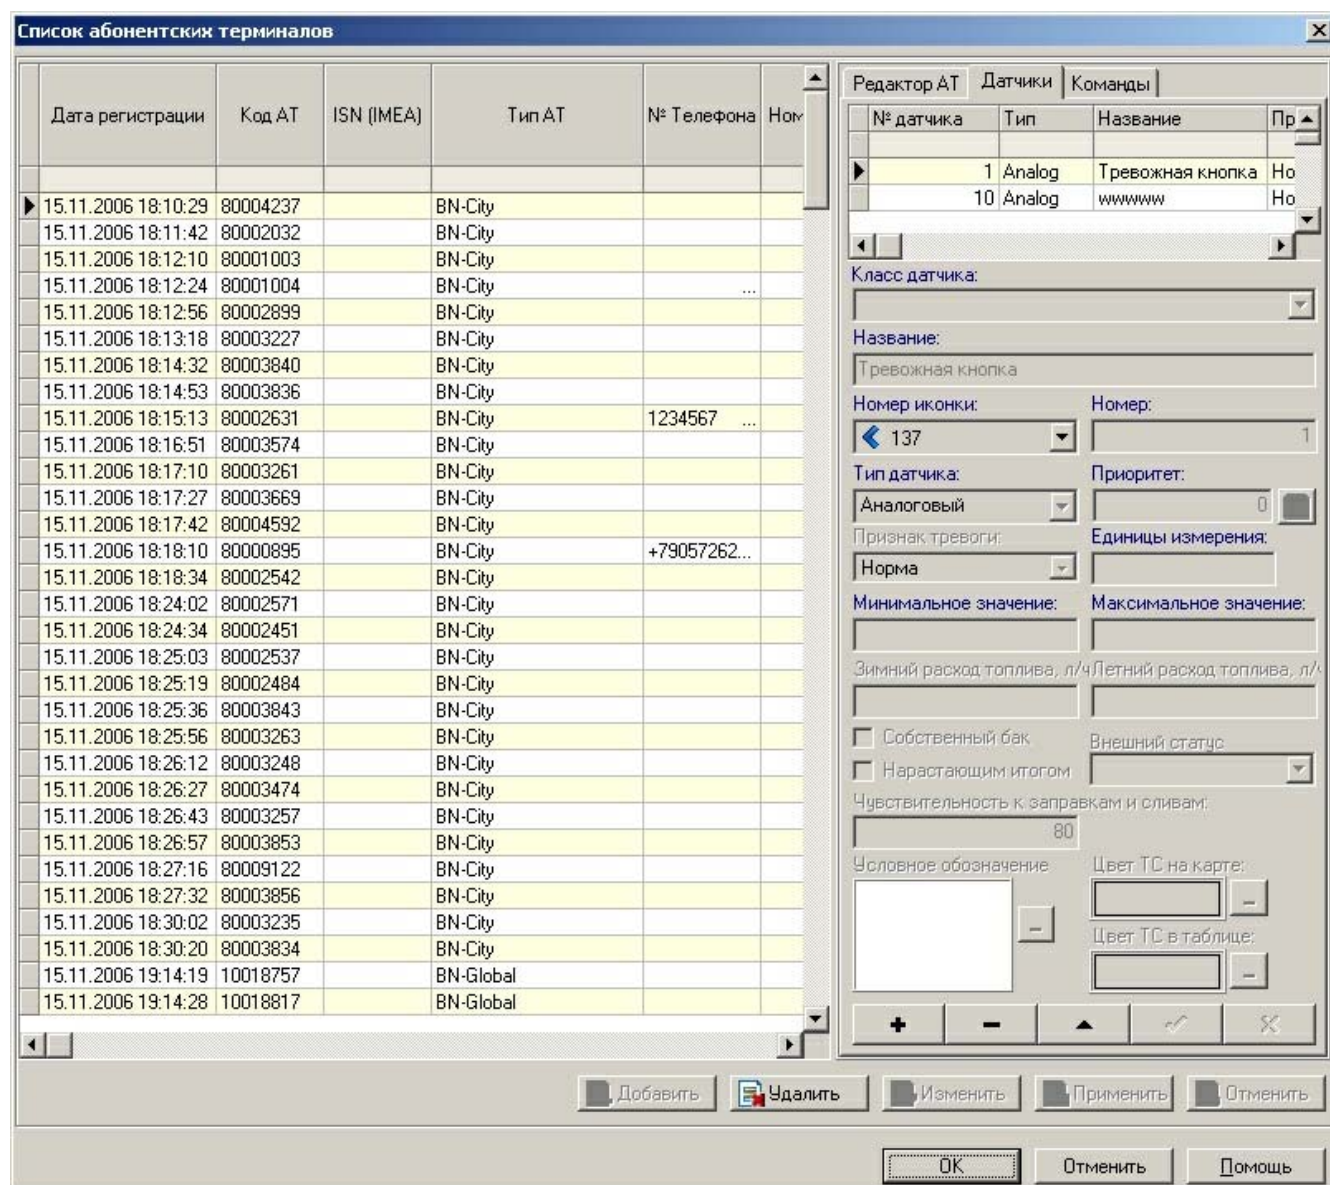 Список абонентских терминалов
Дата регистрации Код АТ ISN (IMEA) Тип АТ № Телефона Ном
15.11.2006 18:10:29 80004237 BN-City
15.11.2006 18:11:42 80002032 BN-City
15.11.2006 18:12:10 80001003 BN-City
15.11.2006 18:12:24 80001004 BN-City ...
15.11.2006 18:12:56 80002899 BN-City
15.11.2006 18:13:18 80003227 BN-City
15.11.2006 18:14:32 80003840 BN-City
15.11.2006 18:14:53 80003836 BN-City
15.11.2006 18:15:13 80002631 BN-City 1234567 ...
15.11.2006 18:16:51 80003574 BN-City
15.11.2006 18:17:10 80003261 BN-City
15.11.2006 18:17:27 80003669 BN-City
15.11.2006 18:17:42 80004592 BN-City
15.11.2006 18:18:10 80000895 BN-City +79057262...
15.11.2006 18:18:34 80002542 BN-City
15.11.2006 18:24:02 80002571 BN-City
15.11.2006 18:24:34 80002451 BN-City
15.11.2006 18:25:03 80002537 BN-City
15.11.2006 18:25:19 80002484 BN-City
15.11.2006 18:25:36 80003843 BN-City
15.11.2006 18:25:56 80003263 BN-City
15.11.2006 18:26:12 80003248 BN-City
15.11.2006 18:26:27 80003474 BN-City
15.11.2006 18:26:43 80003257 BN-City
15.11.2006 18:26:57 80003853 BN-City
15.11.2006 18:27:16 80009122 BN-City
15.11.2006 18:27:32 80003856 BN-City
15.11.2006 18:30:02 80003235 BN-City
15.11.2006 18:30:20 80003834 BN-City
15.11.2006 19:14:19 10018757 BN-Global
15.11.2006 19:14:28 10018817 BN-Global
Редактор АТ Датчики Команды
№ датчика Тип Название Пр
1 Analog Тревожная кнопка Но
10 Analog wwwww Но
Класс датчика:
Название:
Тревожная кнопка
Номер иконки: Номер:
137 1
Тип датчика: Приоритет:
Аналоговый 0
Признак тревоги: Единицы измерения:
Норма
Минимальное значение: Максимальное значение:
Зимний расход топлива, л/ч Летний расход топлива, л/ч
Собственный бак Внешний статус
Нарастающим итогом
Чувствительность к заправкам и сливам:
80
Условное обозначение Цвет ТС на карте:
Цвет ТС в таблице:
Добавить Удалить Изменить Применить Отменить
OK Отменить Помощь